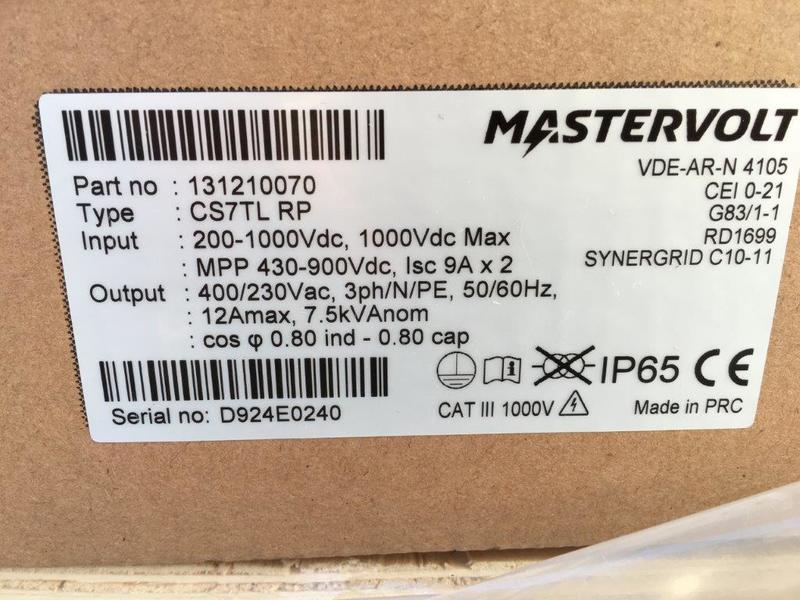 MASTERVOLT
VDE-AR-N 4105
CEI 0-21
G83/1-1
RD1699
SYNERGRID C10-11
Part no : 131210070
Type : CS7TL RP
Input : 200-1000Vdc, 1000Vdc Max
: MPP 430-900Vdc, Isc 9A x 2
Output : 400/230Vac, 3ph/N/PE, 50/60Hz,
: 12Amax, 7.5kVAnom
: cos φ 0.80 ind - 0.80 cap
Serial no: D924E0240
IP65 CE
CAT III 1000V
Made in PRC